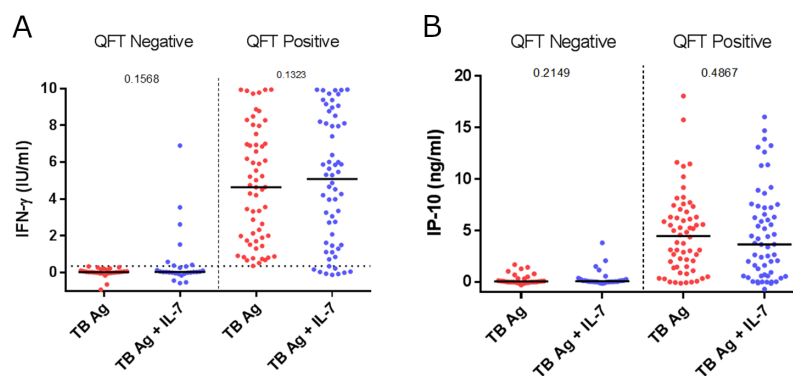 A
QFT Negative QFT Positive
0.1568 0.1323
IFN-γ (IU/ml)
10
8
6
4
2
0
TB Ag
TB Ag + IL-7
TB Ag
TB Ag + IL-7
B
QFT Negative QFT Positive
0.2149 0.4867
IP-10 (ng/ml)
20
15
10
5
0
TB Ag
TB Ag + IL-7
TB Ag
TB Ag + IL-7